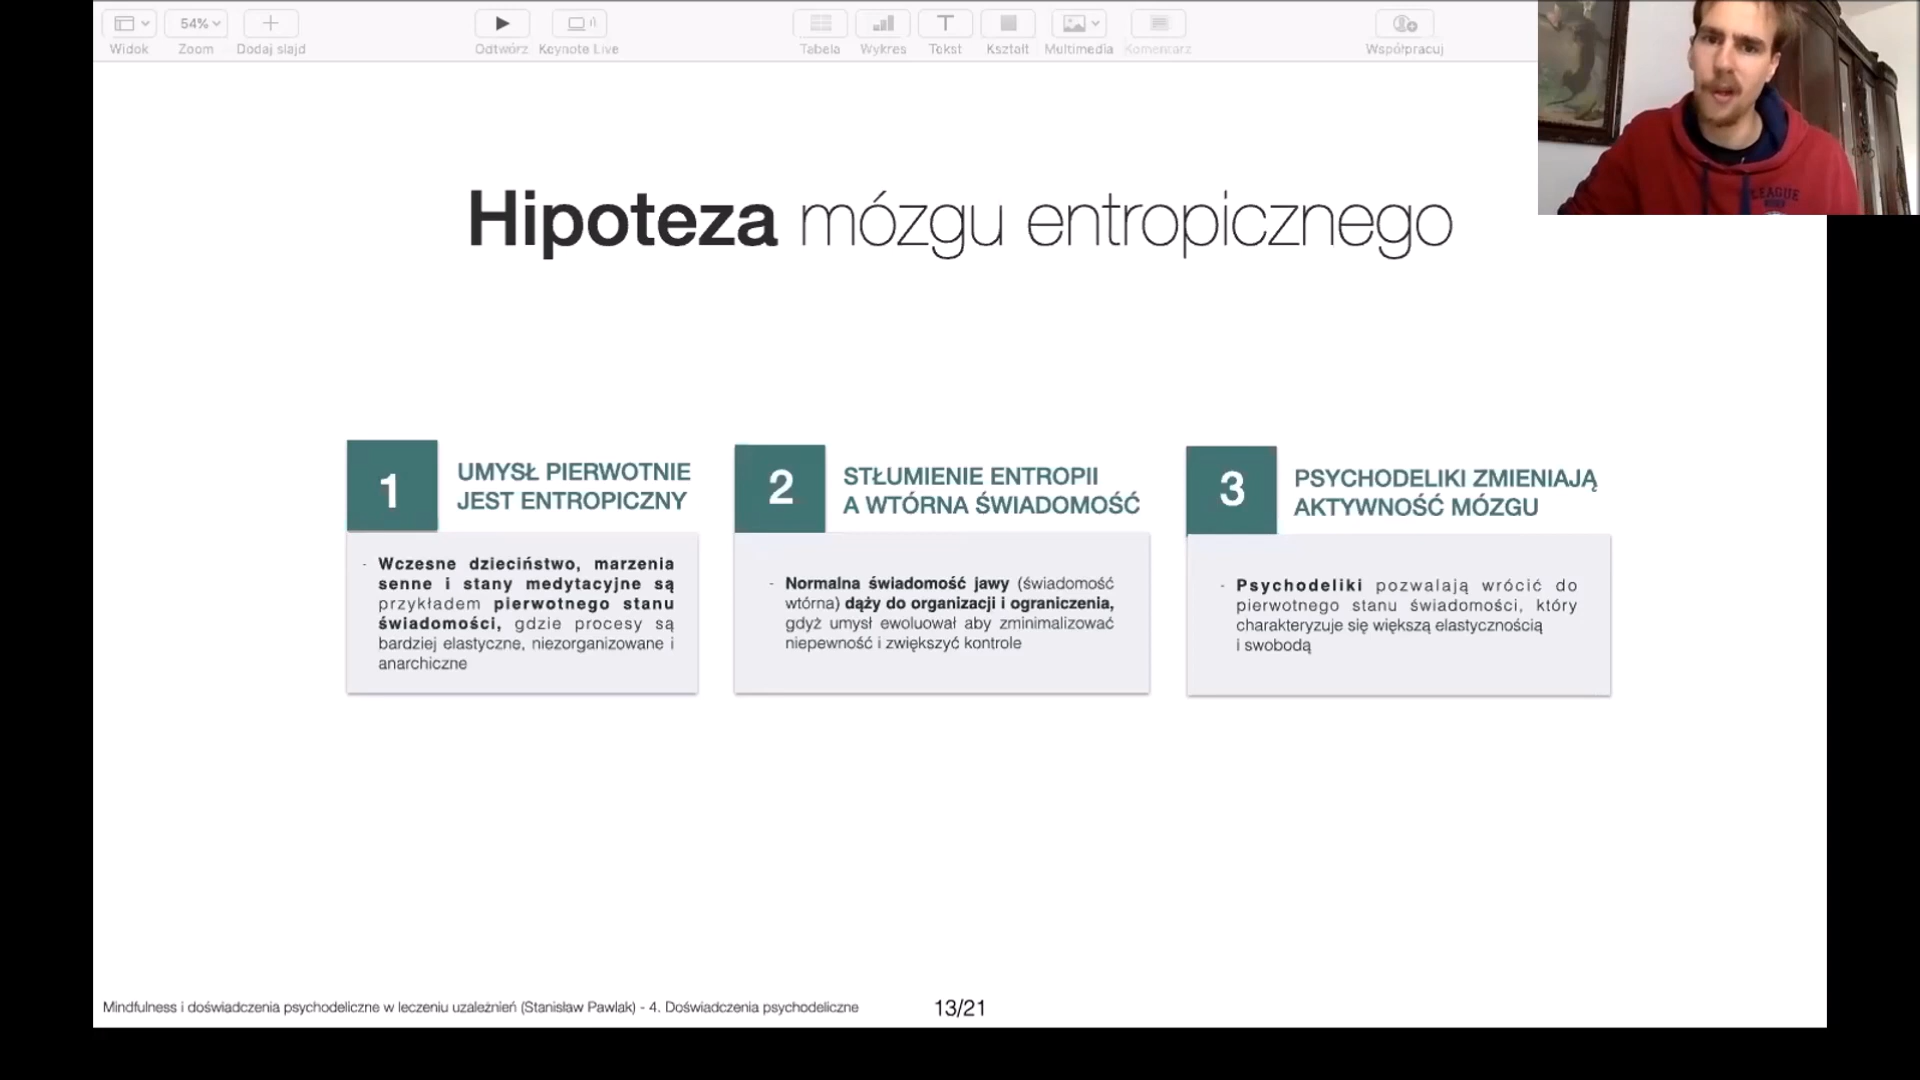 54%
Widok
Zoom
Dodaj slajd
Odtwórz
Keynote Live
Tabela
Wykres
Tekst
Kształt
Multimedia
Komentarz
Współpracuj
LEAGUE
Hipoteza mózgu entropicznego
1
UMYSŁ PIERWOTNIE
JEST ENTROPICZNY
- Wczesne dzieciństwo, marzenia
senne i stany medytacyjne są
przykładem pierwotnego stanu
świadomości, gdzie procesy są
bardziej elastyczne, niezorganizowane i
anarchiczne
2
STŁUMIENIE ENTROPII
A WTÓRNA ŚWIADOMOŚĆ
- Normalna świadomość jawy (świadomość
wtórna) dąży do organizacji i ograniczenia,
gdyż umysł ewoluował aby zminimalizować
niepewność i zwiększyć kontrole
3
PSYCHODELIKI ZMIENIAJĄ
AKTYWNOŚĆ MÓZGU
- Psychodeliki pozwalają wrócić do
pierwotnego stanu świadomości, który
charakteryzuje się większą elastycznością
i swobodą
Mindfulness i doświadczenia psychodeliczne w leczeniu uzależnień (Stanisław Pawlak) - 4. Doświadczenia psychodeliczne
13/21